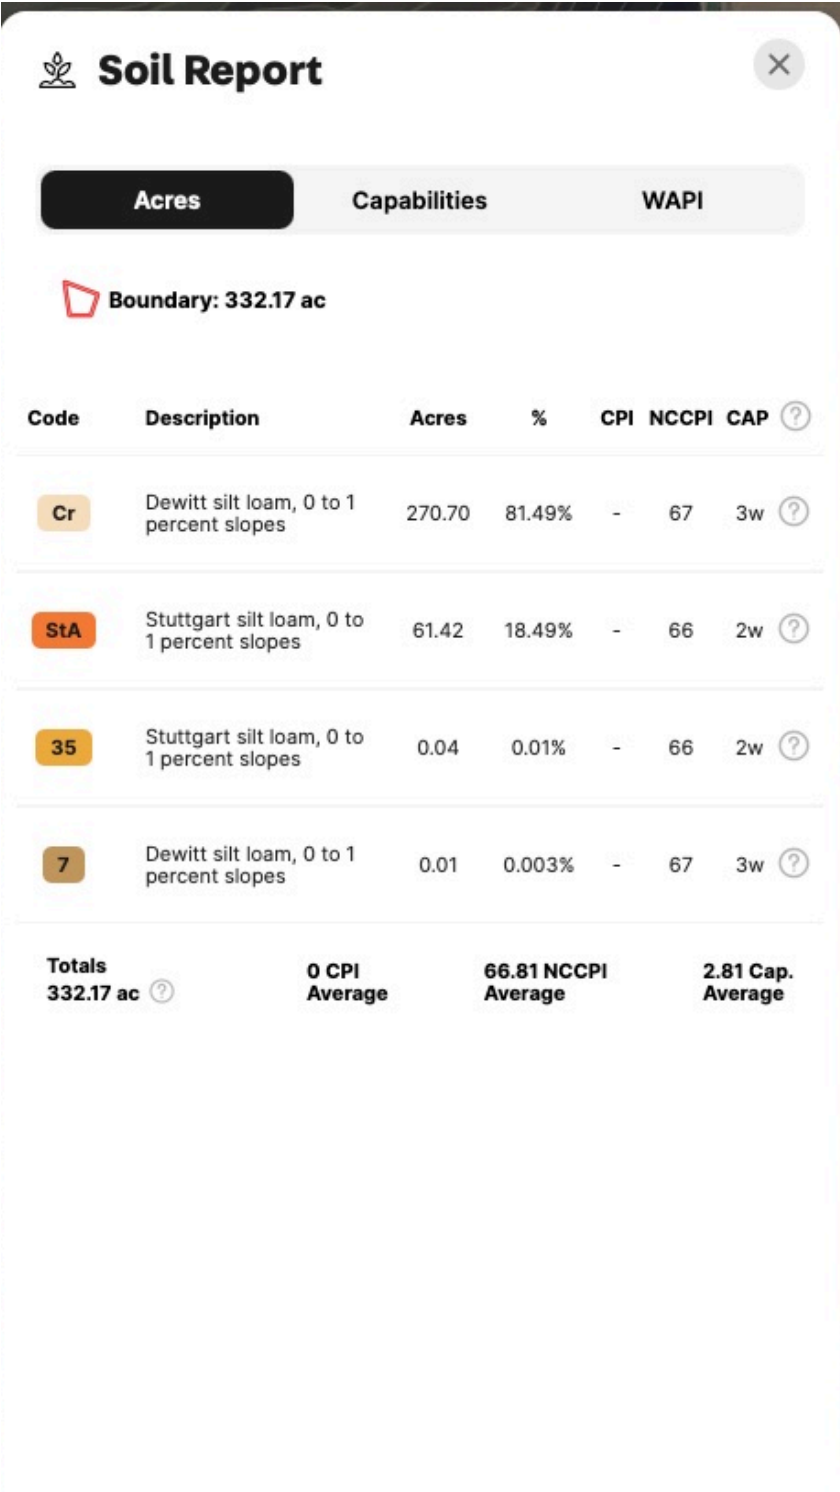 Soil Report
Acres Capabilities WAPI
Boundary: 332.17 ac
Code Description Acres % CPI NCCPI CAP ?
Cr Dewitt silt loam, 0 to 1 percent slopes 270.70 81.49% - 67 3w ?
StA Stuttgart silt loam, 0 to 1 percent slopes 61.42 18.49% - 66 2w ?
35 Stuttgart silt loam, 0 to 1 percent slopes 0.04 0.01% - 66 2w ?
7 Dewitt silt loam, 0 to 1 percent slopes 0.01 0.003% - 67 3w ?
Totals 0 CPI 66.81 NCCPI 2.81 Cap.
332.17 ac ? Average Average Average